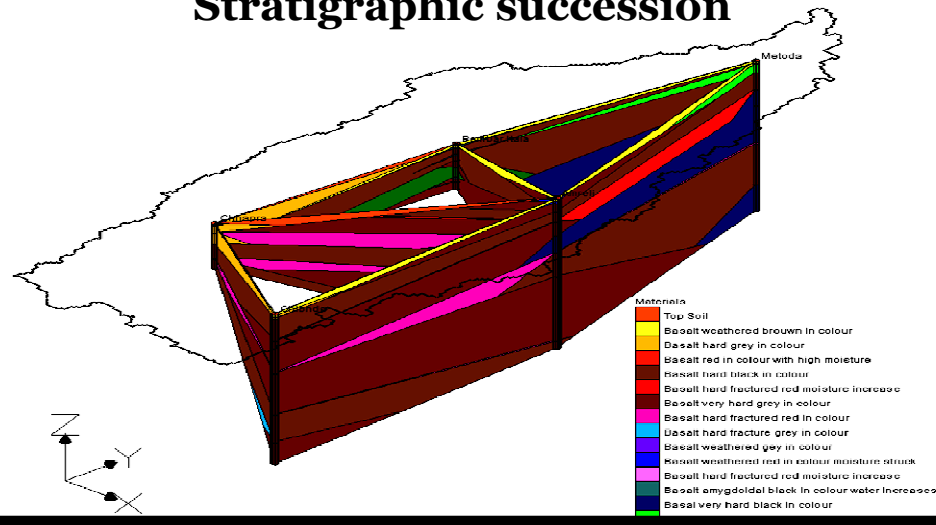 Stratigraphic succession
Metoda
Chhapra
Materials
Top Soil
Basalt weathered brouwn in colour
Basalt hard grey in colour
Basalt red in colour with high moisture
Basalt hard black in colour
Basalt hard fractured red moisture increase
Basalt very hard grey in colour
Basalt hard fractured red in colour
Basalt hard fracture grey in colour
Basalt weathered gey in colour
Basalt weathered red in colour moisture struck
Basalt hard fractured red moisture increase
Basalt amygdoidal black in colour water increases
Basal very hard black in colour
Z
Y
X